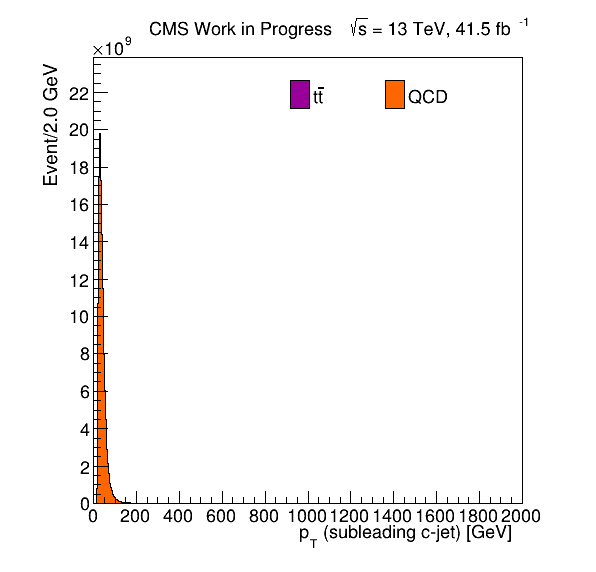 CMS Work in Progress √s = 13 TeV, 41.5 fb⁻¹
×10⁹
Event/2.0 GeV
22
20
18
16
14
12
10
8
6
4
2
0
tt̄
QCD
0 200 400 600 800 1000 1200 1400 1600 1800 2000
p_T (subleading c-jet) [GeV]